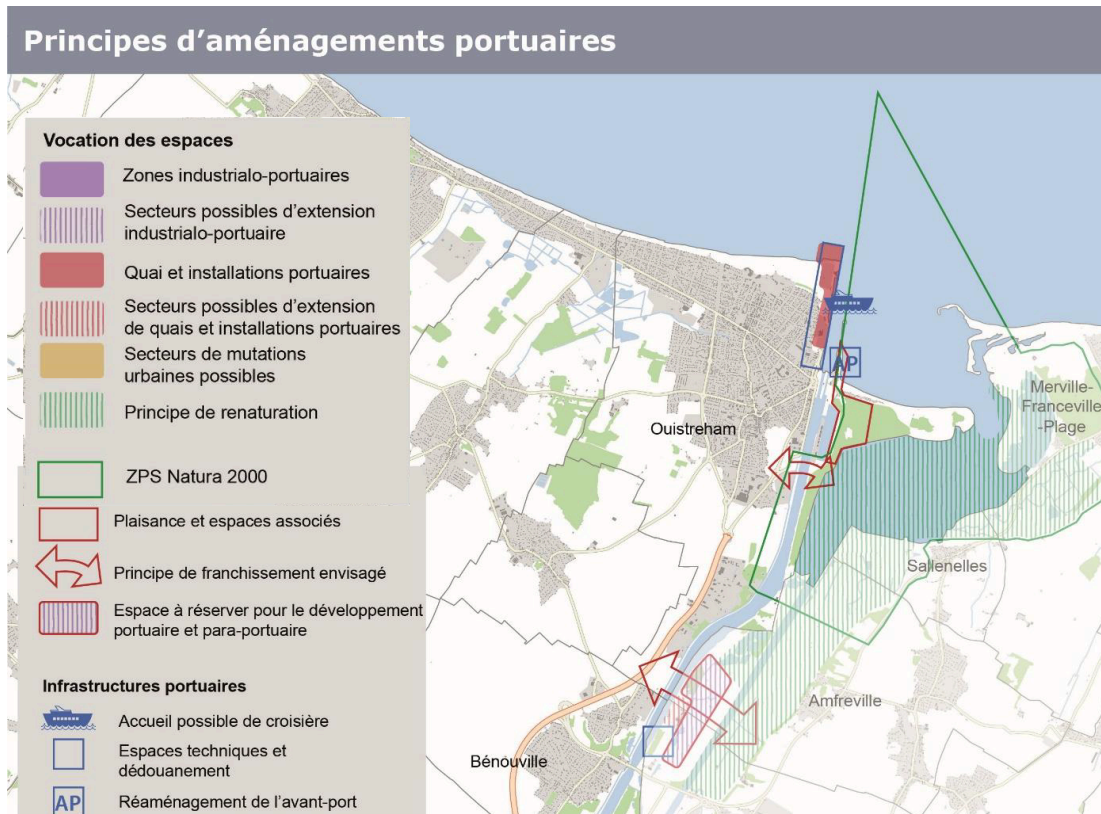 Principes d'aménagements portuaires
Vocation des espaces
Zones industrialo-portuaires
Secteurs possibles d'extension
industrialo-portuaire
Quai et installations portuaires
Secteurs possibles d'extension
de quais et installations portuaires
Secteurs de mutations
urbaines possibles
Principe de renaturation
ZPS Natura 2000
Plaisance et espaces associés
Principe de franchissement envisagé
Espace à réserver pour le développement
portuaire et para-portuaire
Infrastructures portuaires
Accueil possible de croisière
Espaces techniques et
dédouanement
AP
Réaménagement de l'avant-port
AP
Merville-
Franceville
-Plage
Ouistreham
Sallenelles
Amfreville
Bénouville